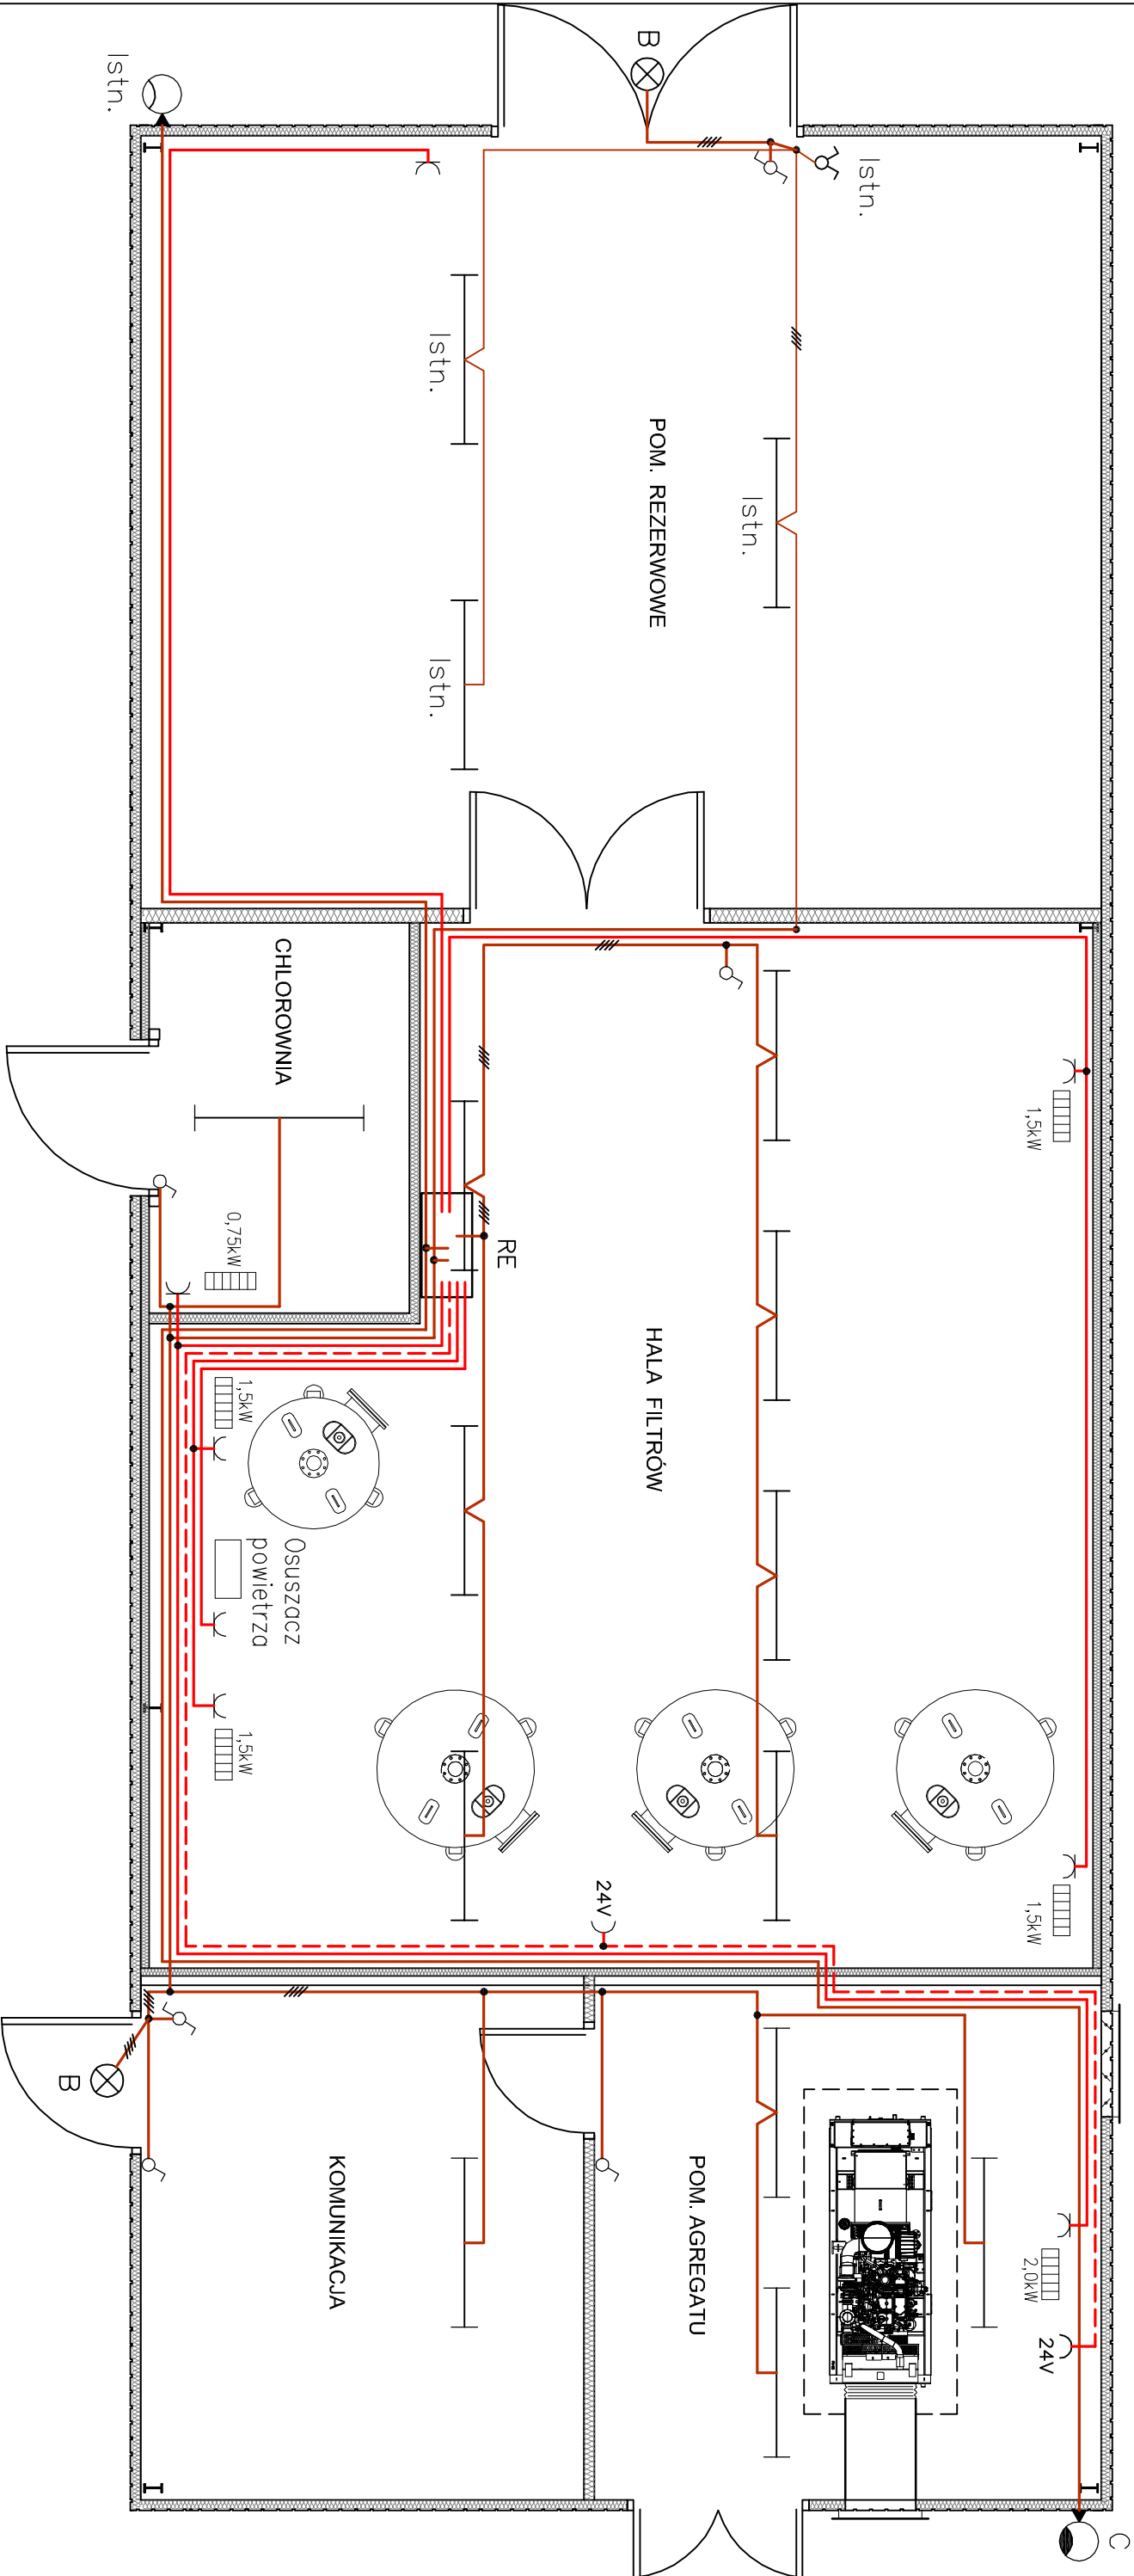 B
Istn.
Istn.
Istn.
Istn.
Istn.
POM. REZERWOWE
CHLOROWNIA
1,5kW
0,75kW
RE
HALA FILTRÓW
1,5kW
Osuszacz
powietrza
1,5kW
24V
1,5kW
B
KOMUNIKACJA
POM. AGREGATU
2,0kW
24V
C